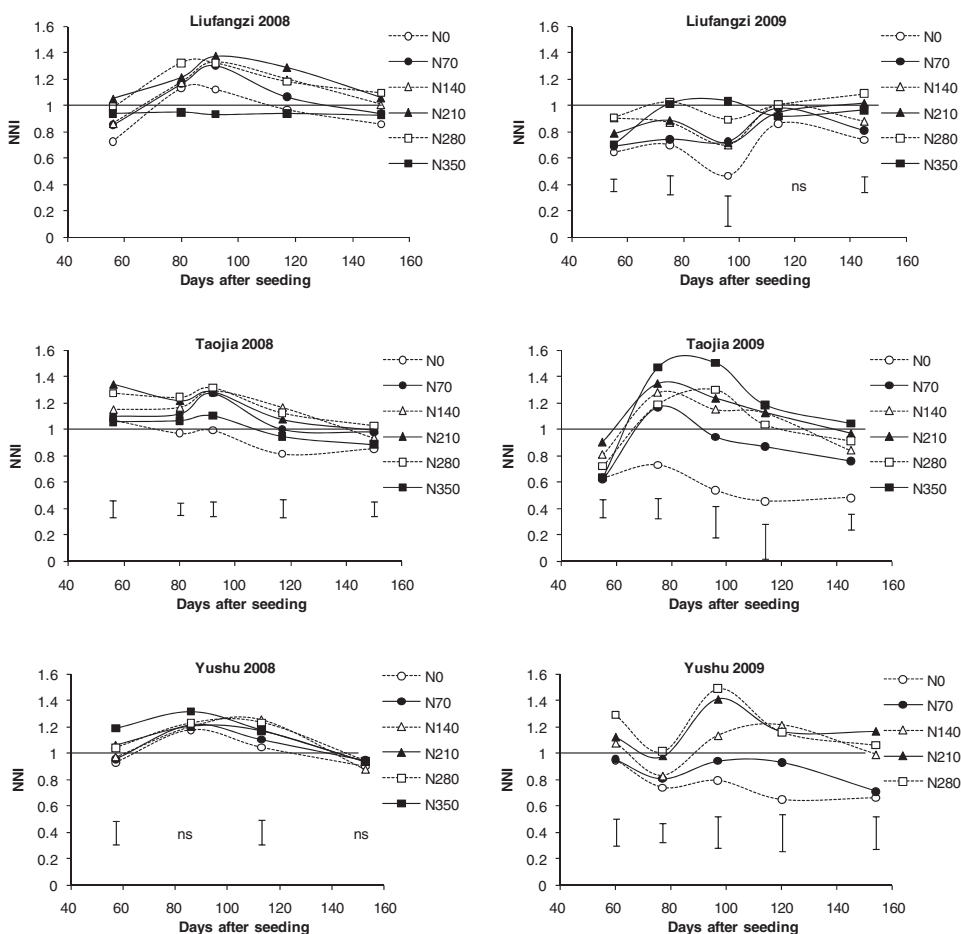 Liufangzi 2008
1.6
1.4
1.2
1
0.8
0.6
0.4
0.2
0
NNI
40 60 80 100 120 140 160
Days after seeding
N0
N70
N140
N210
N280
N350
Liufangzi 2009
1.6
1.4
1.2
1
0.8
0.6
0.4
0.2
0
NNI
ns
40 60 80 100 120 140 160
Days after seeding
N0
N70
N140
N210
N280
N350
Taojia 2008
1.6
1.4
1.2
1
0.8
0.6
0.4
0.2
0
NNI
40 60 80 100 120 140 160
Days after seeding
N0
N70
N140
N210
N280
N350
Taojia 2009
1.6
1.4
1.2
1
0.8
0.6
0.4
0.2
0
NNI
40 60 80 100 120 140 160
Days after seeding
N0
N70
N140
N210
N280
N350
Yushu 2008
1.6
1.4
1.2
1
0.8
0.6
0.4
0.2
0
NNI
ns ns
40 60 80 100 120 140 160
Days after seeding
N0
N70
N140
N210
N280
N350
Yushu 2009
1.6
1.4
1.2
1
0.8
0.6
0.4
0.2
0
NNI
40 60 80 100 120 140 160
Days after seeding
N0
N70
N140
N210
N280